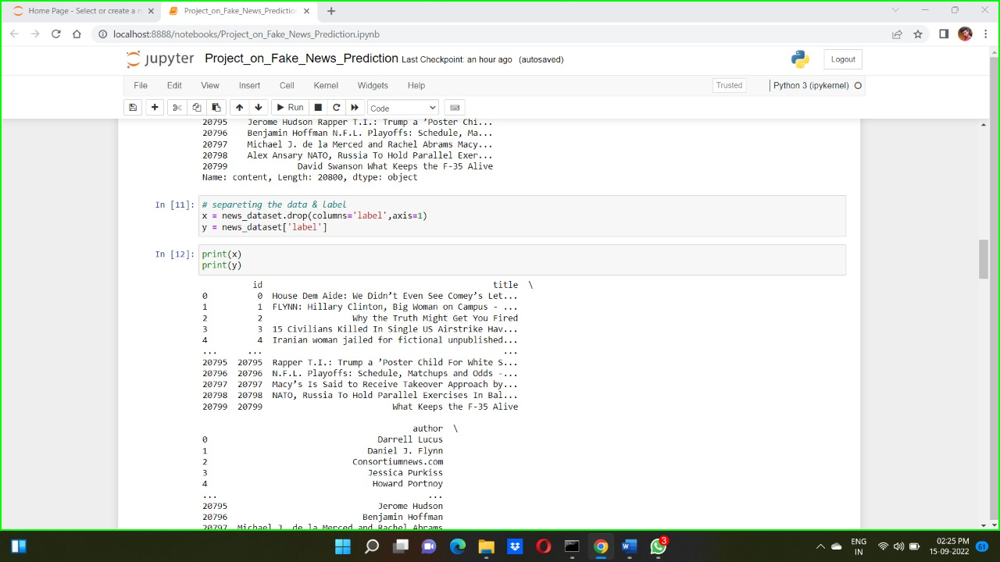 Home Page - Select or create a n
Project_on_Fake_News_Predictio
localhost:8888/notebooks/Project_on_Fake_News_Prediction.ipynb
jupyter Project_on_Fake_News_Prediction Last Checkpoint: an hour ago (autosaved)
Logout
File Edit View Insert Cell Kernel Widgets Help
Trusted
Python 3 (ipykernel)
Run
Code
20795 Jerome Hudson Rapper T.I.: Trump a ’Poster Chi...
20796 Benjamin Hoffman N.F.L. Playoffs: Schedule, Ma...
20797 Michael J. de la Merced and Rachel Abrams Macy...
20798 Alex Ansary NATO, Russia To Hold Parallel Exer...
20799 David Swanson What Keeps the F-35 Alive
Name: content, Length: 20800, dtype: object
In [11]: # separeting the data & label
x = news_dataset.drop(columns='label',axis=1)
y = news_dataset['label']
In [12]: print(x)
print(y)
id title \
0 0 House Dem Aide: We Didn’t Even See Comey’s Let...
1 1 FLYNN: Hillary Clinton, Big Woman on Campus - ...
2 2 Why the Truth Might Get You Fired
3 3 15 Civilians Killed In Single US Airstrike Hav...
4 4 Iranian woman jailed for fictional unpublished...
... ... ...
20795 20795 Rapper T.I.: Trump a ’Poster Child For White S...
20796 20796 N.F.L. Playoffs: Schedule, Matchups and Odds -...
20797 20797 Macy’s Is Said to Receive Takeover Approach by...
20798 20798 NATO, Russia To Hold Parallel Exercises In Bal...
20799 20799 What Keeps the F-35 Alive
author \
0 Darrell Lucus
1 Daniel J. Flynn
2 Consortiumnews.com
3 Jessica Purkiss
4 Howard Portnoy
... ...
20795 Jerome Hudson
20796 Benjamin Hoffman
20797 Michael J. de la Merced and Rachel Abrams
ENG
IN
02:25 PM
15-09-2022
61
3